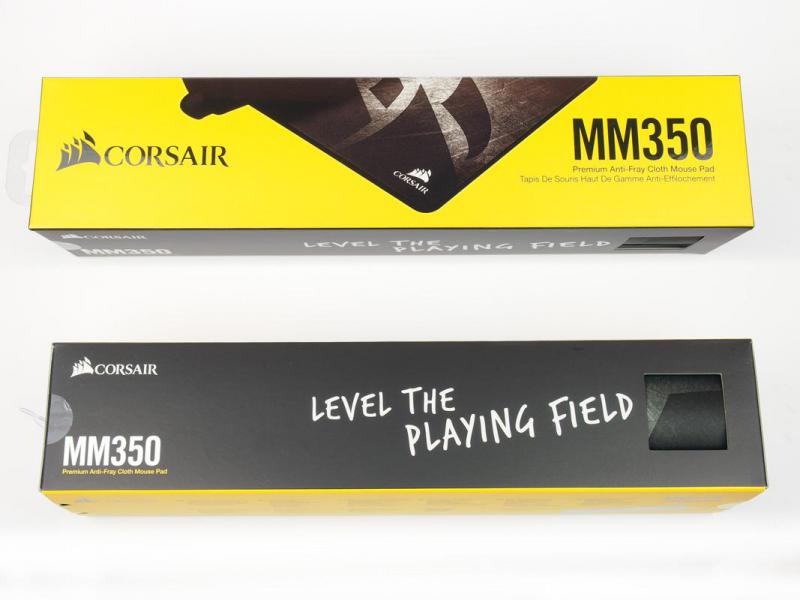 CORSAIR
CORSAIR
MM350
Premium Anti-Fray Cloth Mouse Pad
Tapis De Souris Haut De Gamme Anti-Effilochement
CORSAIR
MM350
LEVEL THE
PLAYING FIELD
CORSAIR
MM350
Premium Anti-Fray Cloth Mouse Pad
LEVEL THE
PLAYING FIELD